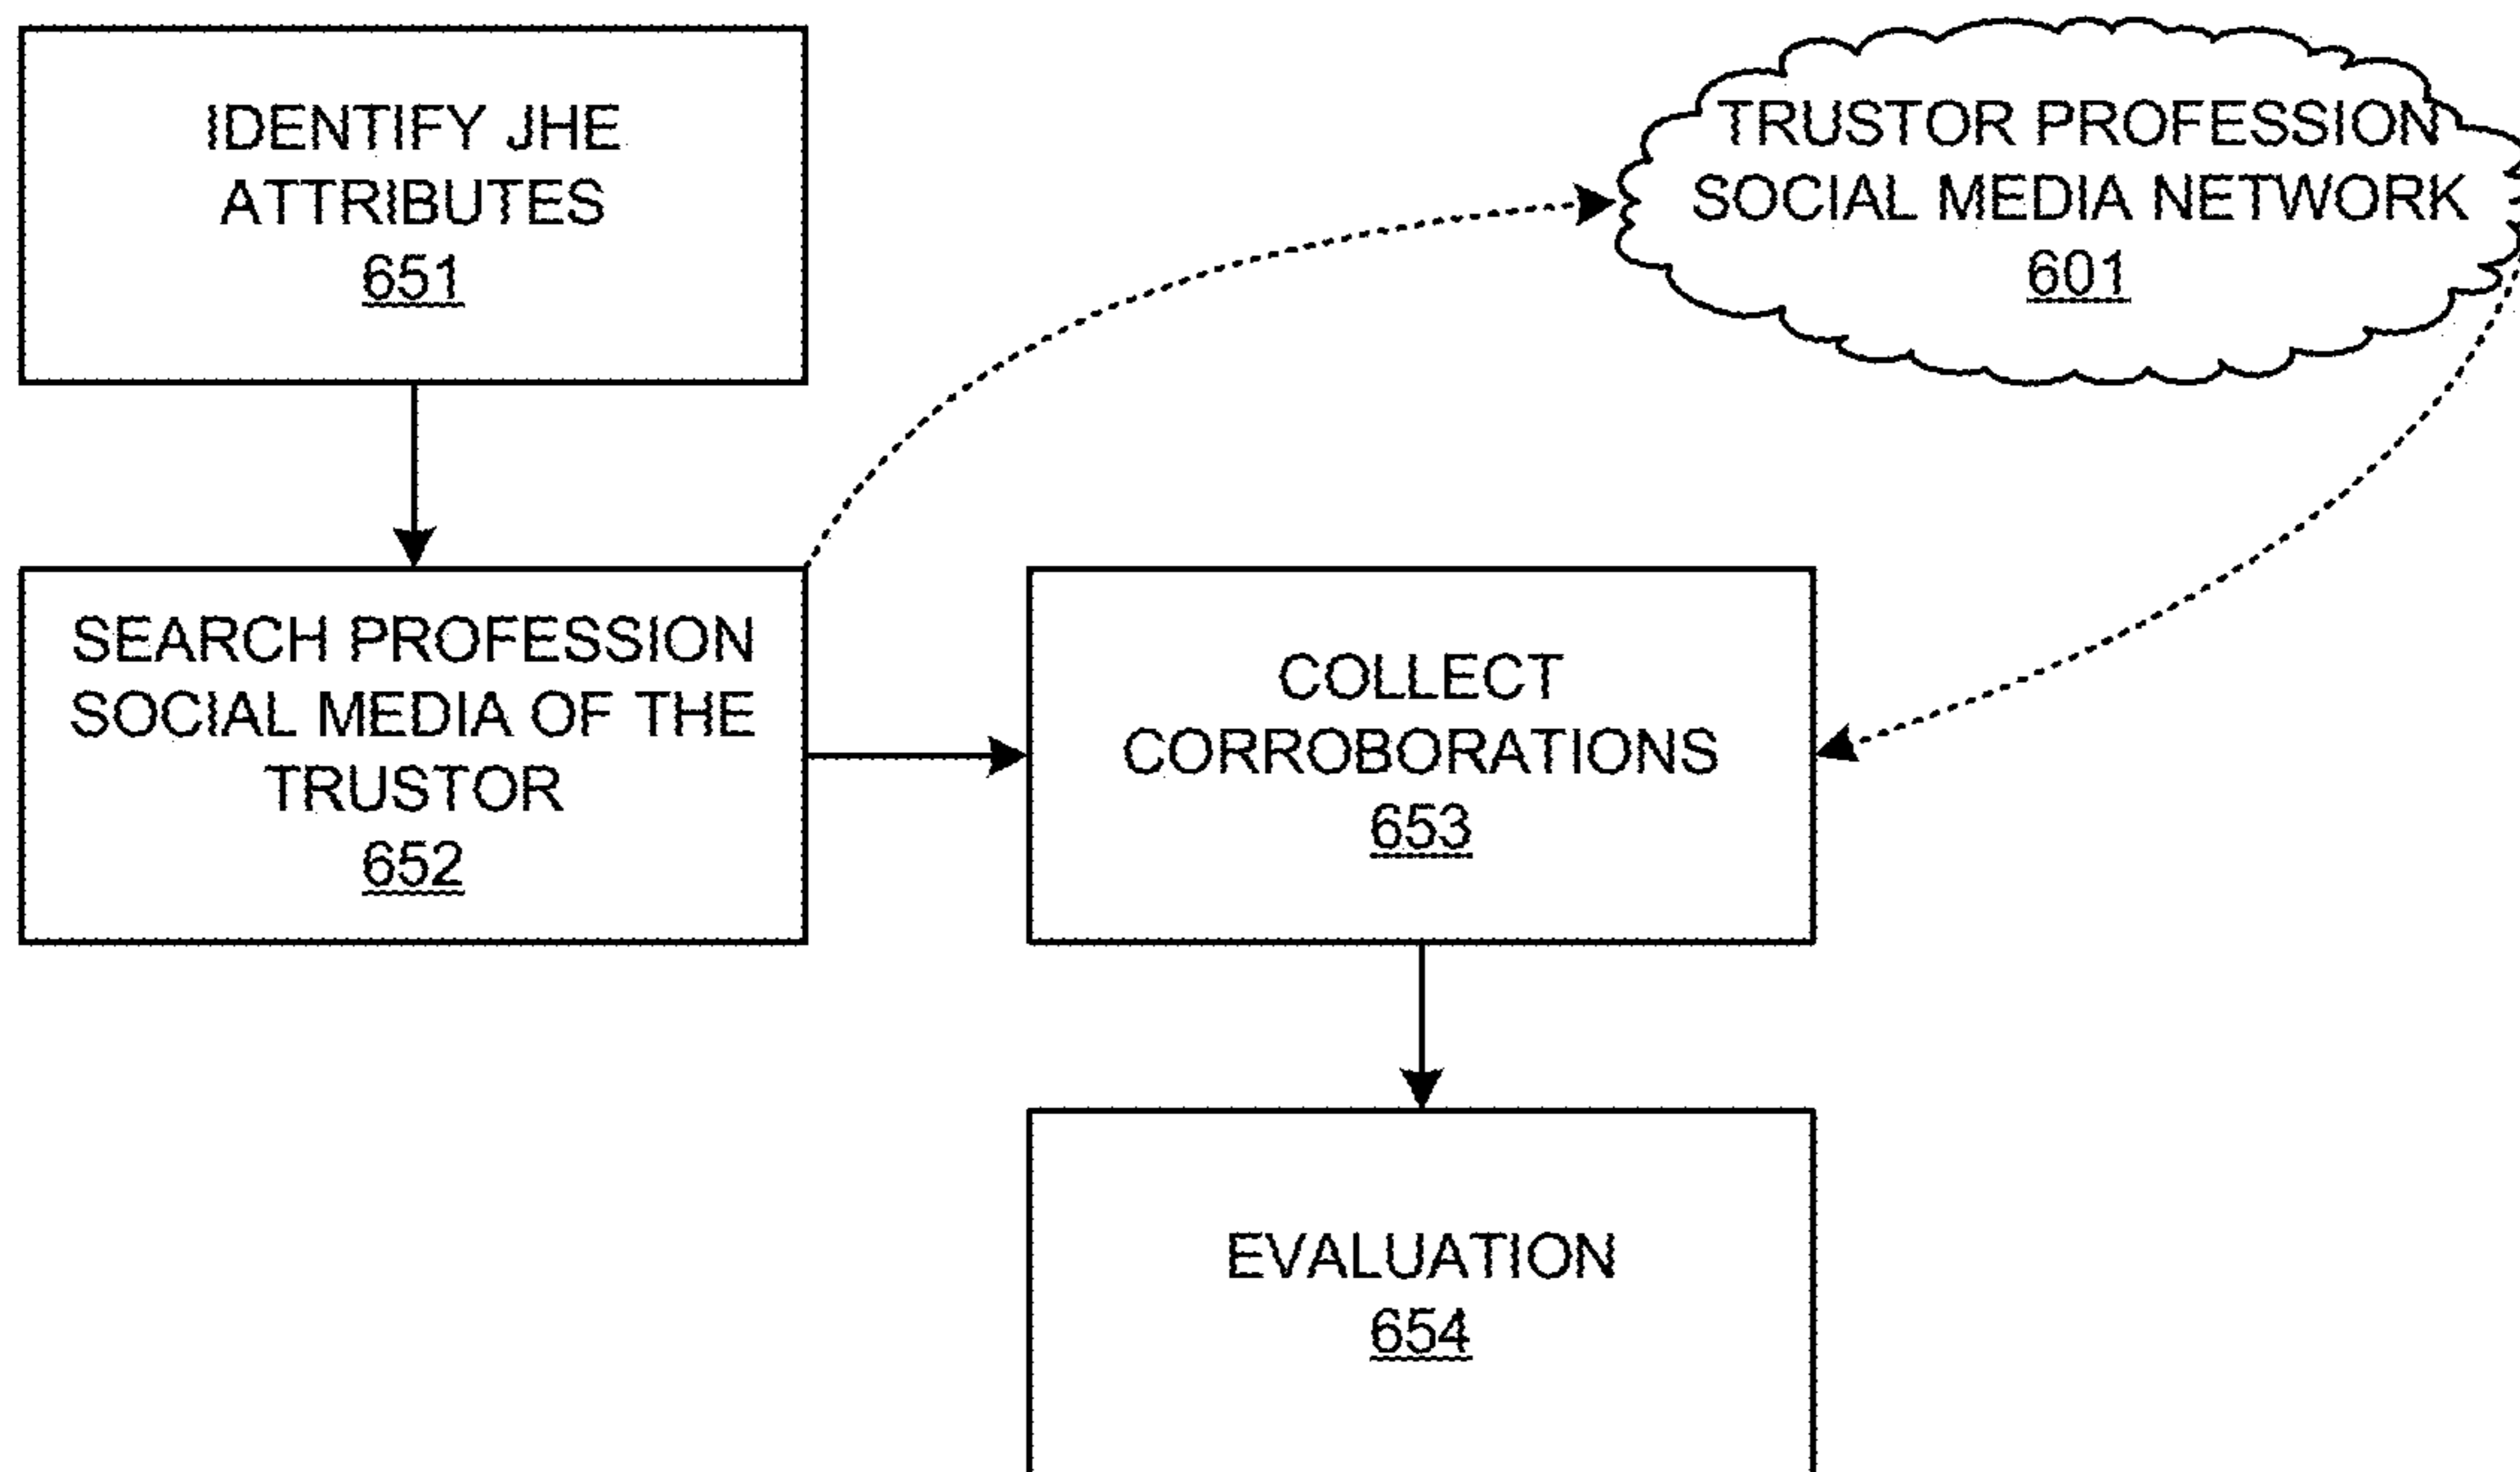 IDENTIFY JHE
ATTRIBUTES
651
TRUSTOR PROFESSION
SOCIAL MEDIA NETWORK
601
SEARCH PROFESSION
SOCIAL MEDIA OF THE
TRUSTOR
652
COLLECT
CORROBORATIONS
653
EVALUATION
654